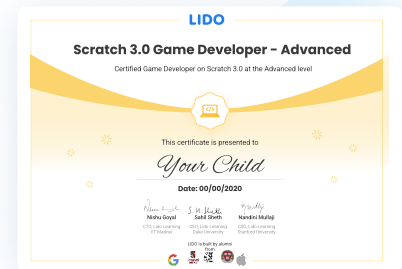 LIDO
Scratch 3.0 Game Developer - Advanced
Certified Game Developer on Scratch 3.0 at the Advanced level
</>
This certificate is presented to
Your Child
Date: 00/00/2020
Nishu Goyal Sahil Sheth Nandini Mullaji
CTO, Lido Learning CEO, Lido Learning CSO, Lido Learning
IIT Madras Duke University Stanford University
LIDO is built by alumni
from